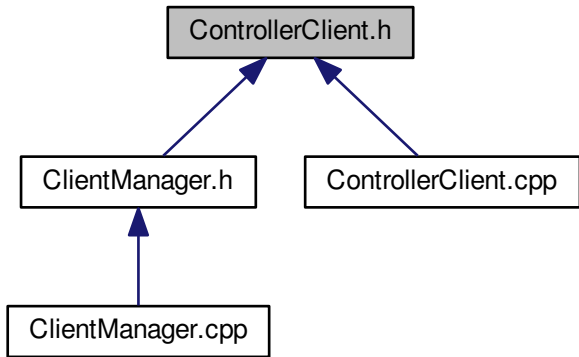 ControllerClient.h
ClientManager.h
ControllerClient.cpp
ClientManager.cpp